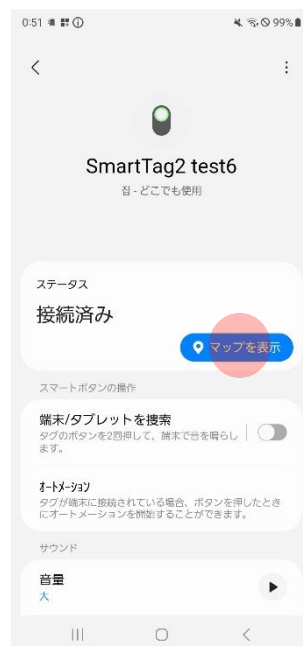 0:51
99%
SmartTag2 test6
집 - どこでも使用
ステータス
接続済み
マップを表示
スマートボタンの操作
端末/タブレットを捜索
タグのボタンを2回押して、端末で音を鳴らし
ます。
ｵｰﾄﾒｰｼｮﾝ
タグが端末に接続されている場合、ボタンを押したとき
にオートメーションを開始することができます。
サウンド
音量
大